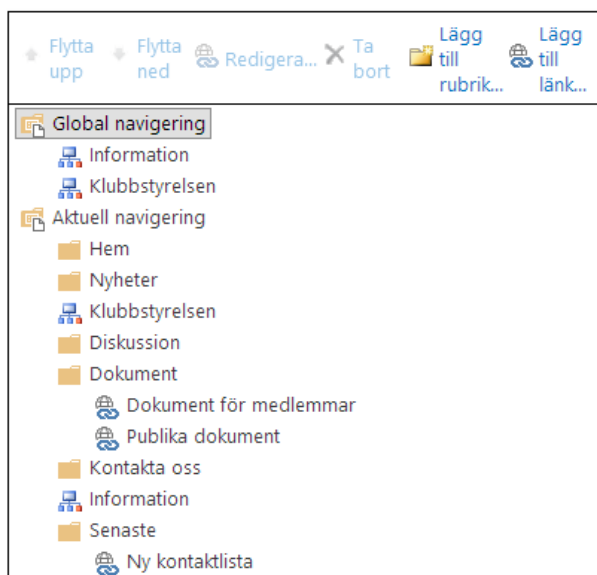 Flytta upp
Flytta ned
Redigera...
Ta bort
Lägg till rubrik...
Lägg till länk...
Global navigering
Information
Klubbstyrelsen
Aktuell navigering
Hem
Nyheter
Klubbstyrelsen
Diskussion
Dokument
Dokument för medlemmar
Publika dokument
Kontakta oss
Information
Senaste
Ny kontaktlista